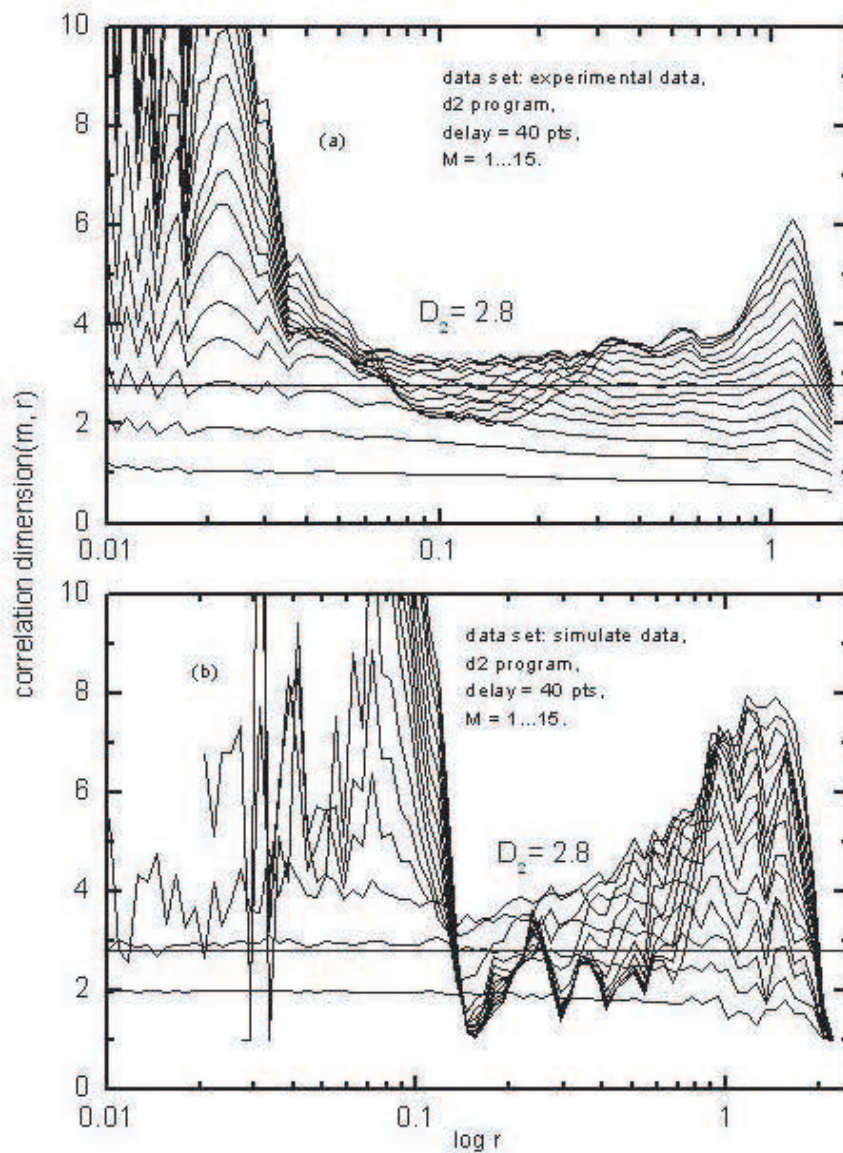 10
8
6
4
2
0
data set: experimental data,
d2 program,
delay = 40 pts,
M = 1...15.
(a)
D₂= 2.8
0.01
0.1
1
correlation dimension(m, r)
10
8
6
4
2
0
data set: simulate data,
d2 program,
delay = 40 pts,
M = 1...15.
(b)
D₂= 2.8
0.01
0.1
1
log r